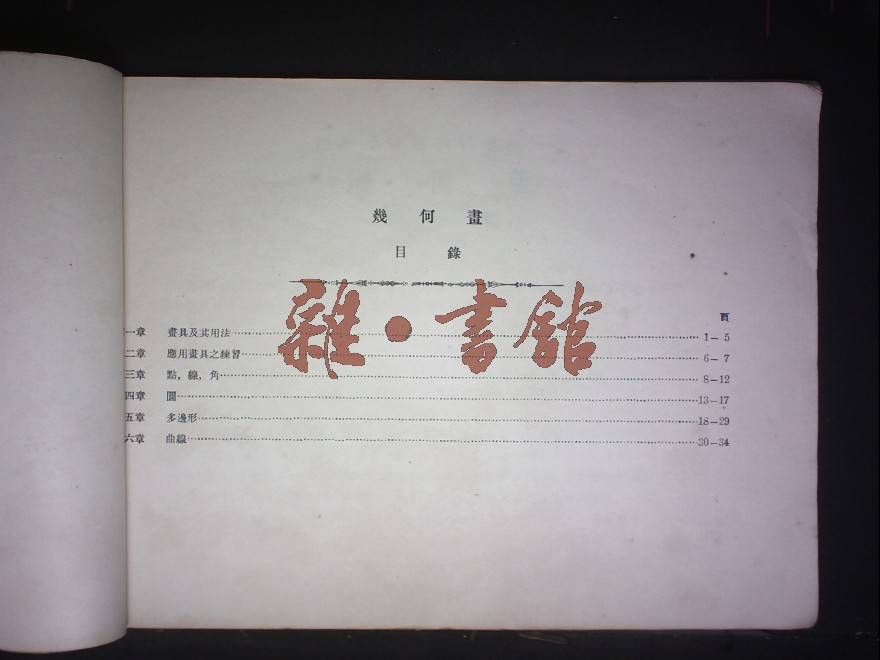 幾何畫
目錄
頁
一章 畫具及其用法 1–5
二章 應用畫具之練習 6–7
三章 點，線，角 8–12
四章 圓 13–17
五章 多邊形 18–29
六章 曲線 30–34
雜·書館